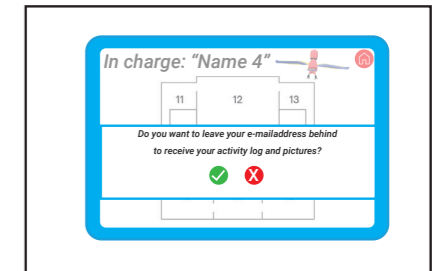 In charge: “Name 4”
11 12 13
Do you want to leave your e-mailaddress behind
to receive your activity log and pictures?
X